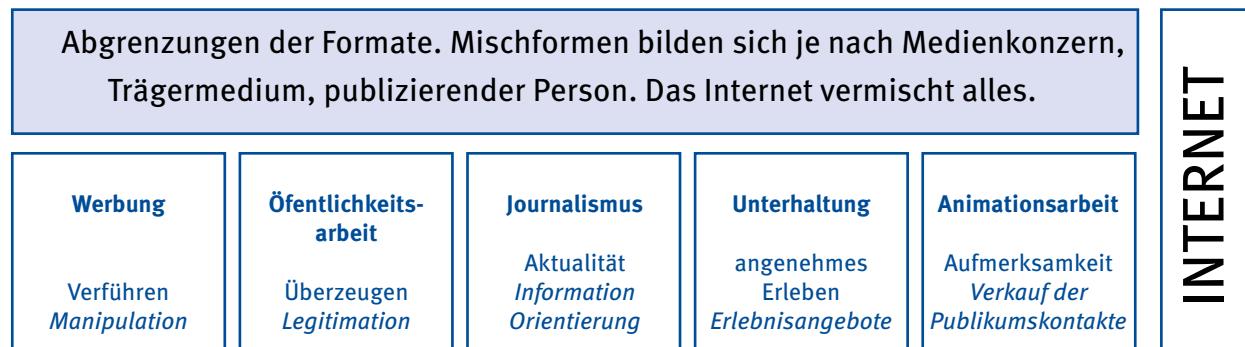 Abgrenzungen der Formate. Mischformen bilden sich je nach Medienkonzern,
Trägermedium, publizierender Person. Das Internet vermischt alles.
INTERNET
Werbung
Verführen
Manipulation
Öfentlichkeits-
arbeit
Überzeugen
Legitimation
Journalismus
Aktualität
Information
Orientierung
Unterhaltung
angenehmes
Erleben
Erlebnisangebote
Animationsarbeit
Aufmerksamkeit
Verkauf der
Publikumskontakte